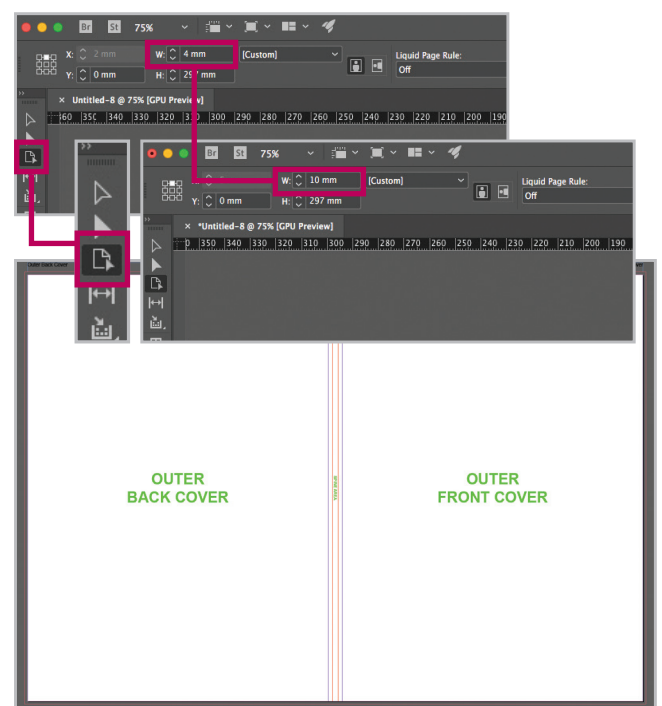 Br St 75%
X: 2 mm W: 4 mm [Custom] Liquid Page Rule:
Y: 0 mm H: 297 mm Off
× Untitled-8 @ 75% [GPU Preview]
360 350 340 330 320 310 300 290 280 270 260 250 240 230 220 210 200 190
Br St 75%
W: 10 mm [Custom] Liquid Page Rule:
Y: 0 mm H: 297 mm Off
× *Untitled-8 @ 75% [GPU Preview]
0 350 340 330 320 310 300 290 280 270 260 250 240 230 220 210 200 190
Outer Back Cover
OUTER
BACK COVER
OUTER
FRONT COVER